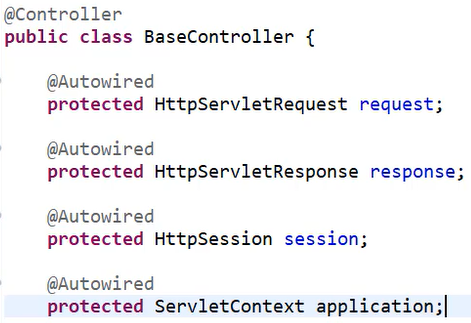 @Controller
public class BaseController {
@Autowired
protected HttpServletRequest request;
@Autowired
protected HttpServletResponse response;
@Autowired
protected HttpSession session;
@Autowired
protected ServletContext application;